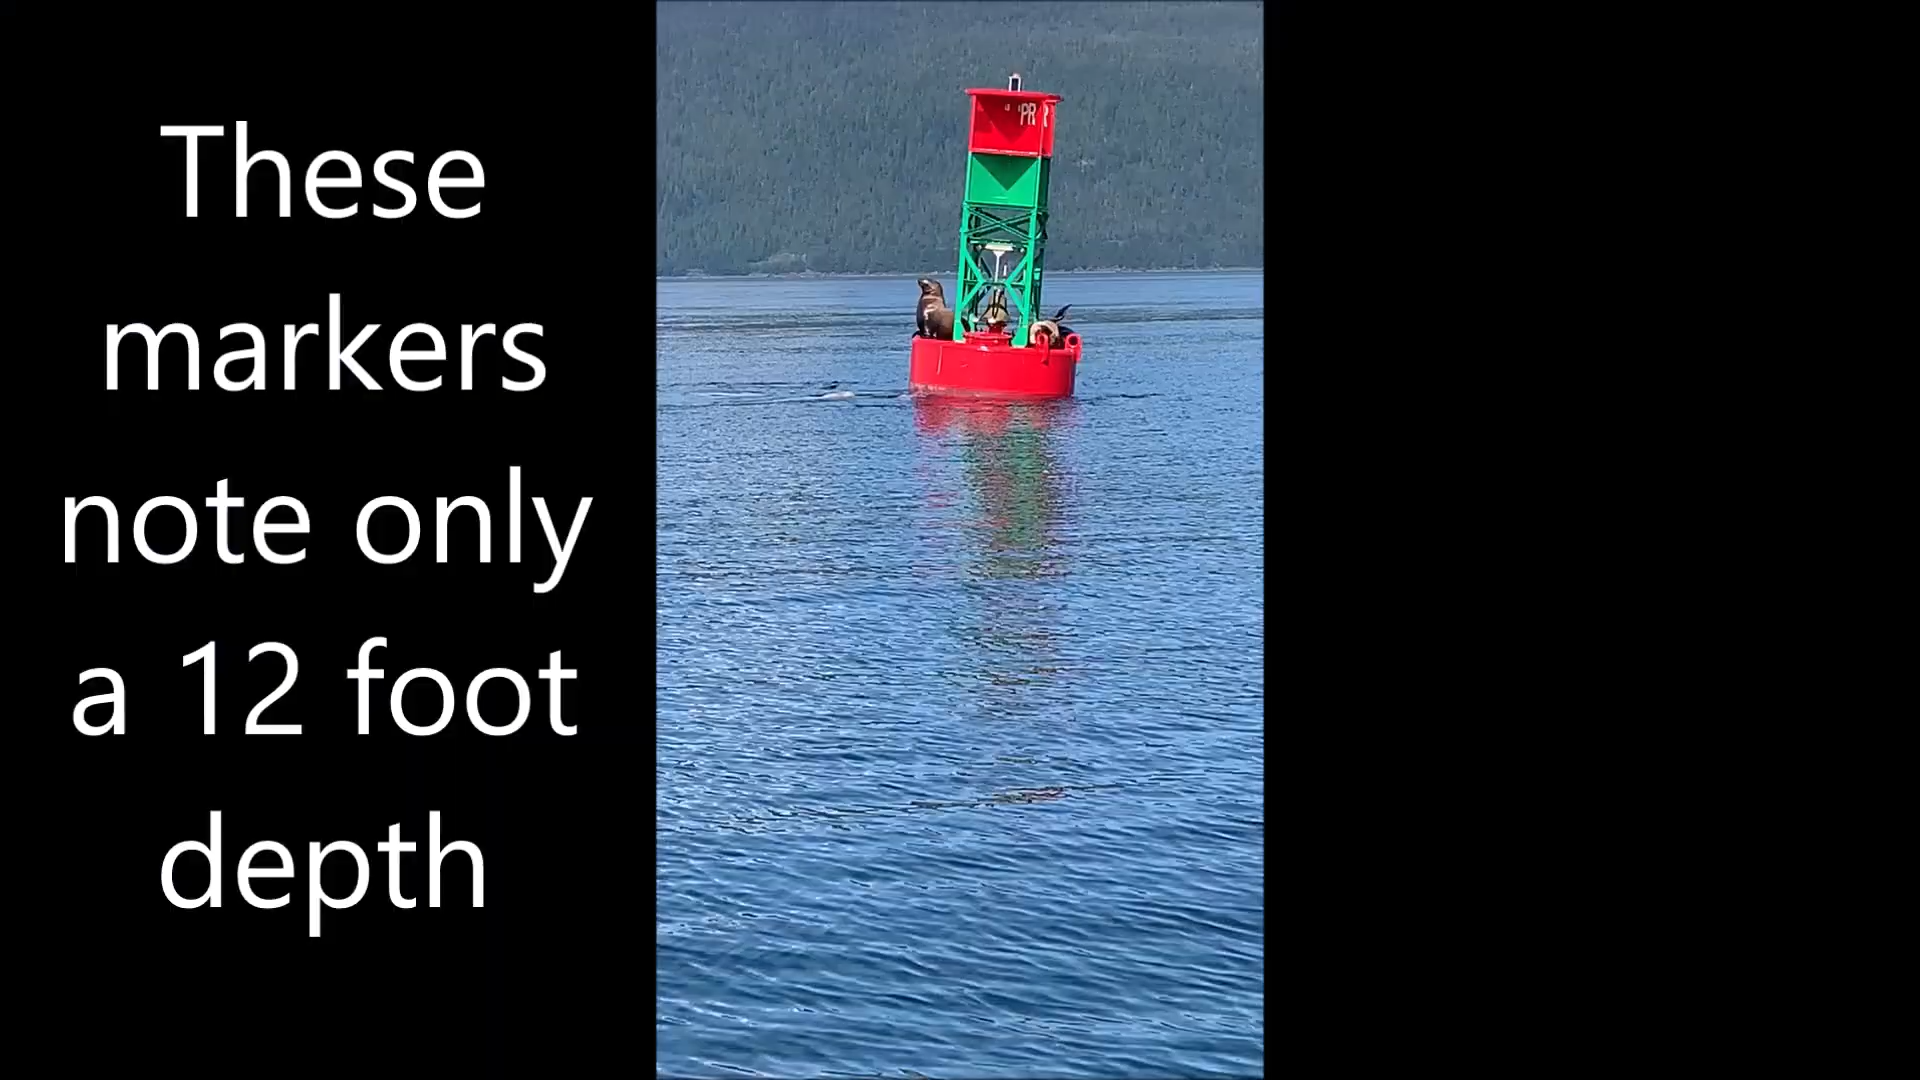 These
markers
note only
a 12 foot
depth
PR